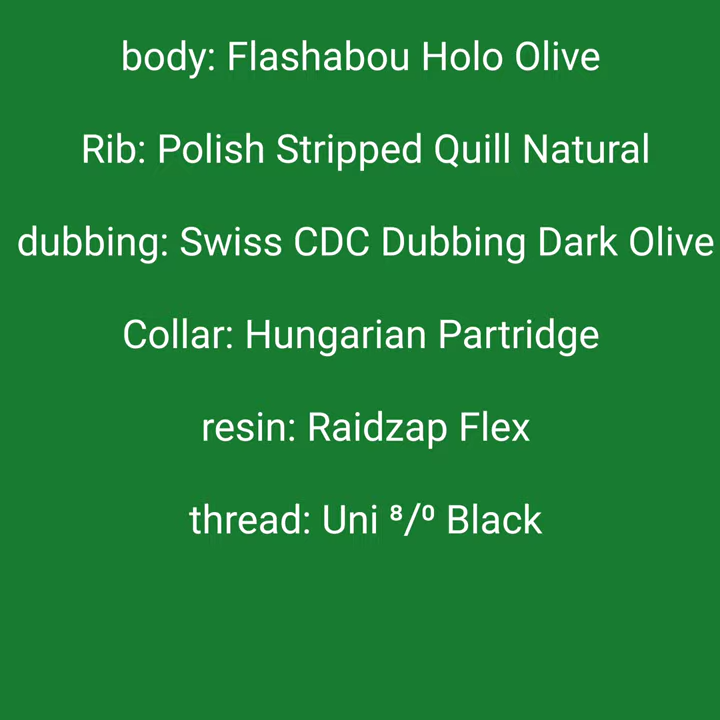 body: Flashabou Holo Olive
Rib: Polish Stripped Quill Natural
dubbing: Swiss CDC Dubbing Dark Olive
Collar: Hungarian Partridge
resin: Raidzap Flex
thread: Uni ⁸/⁰ Black